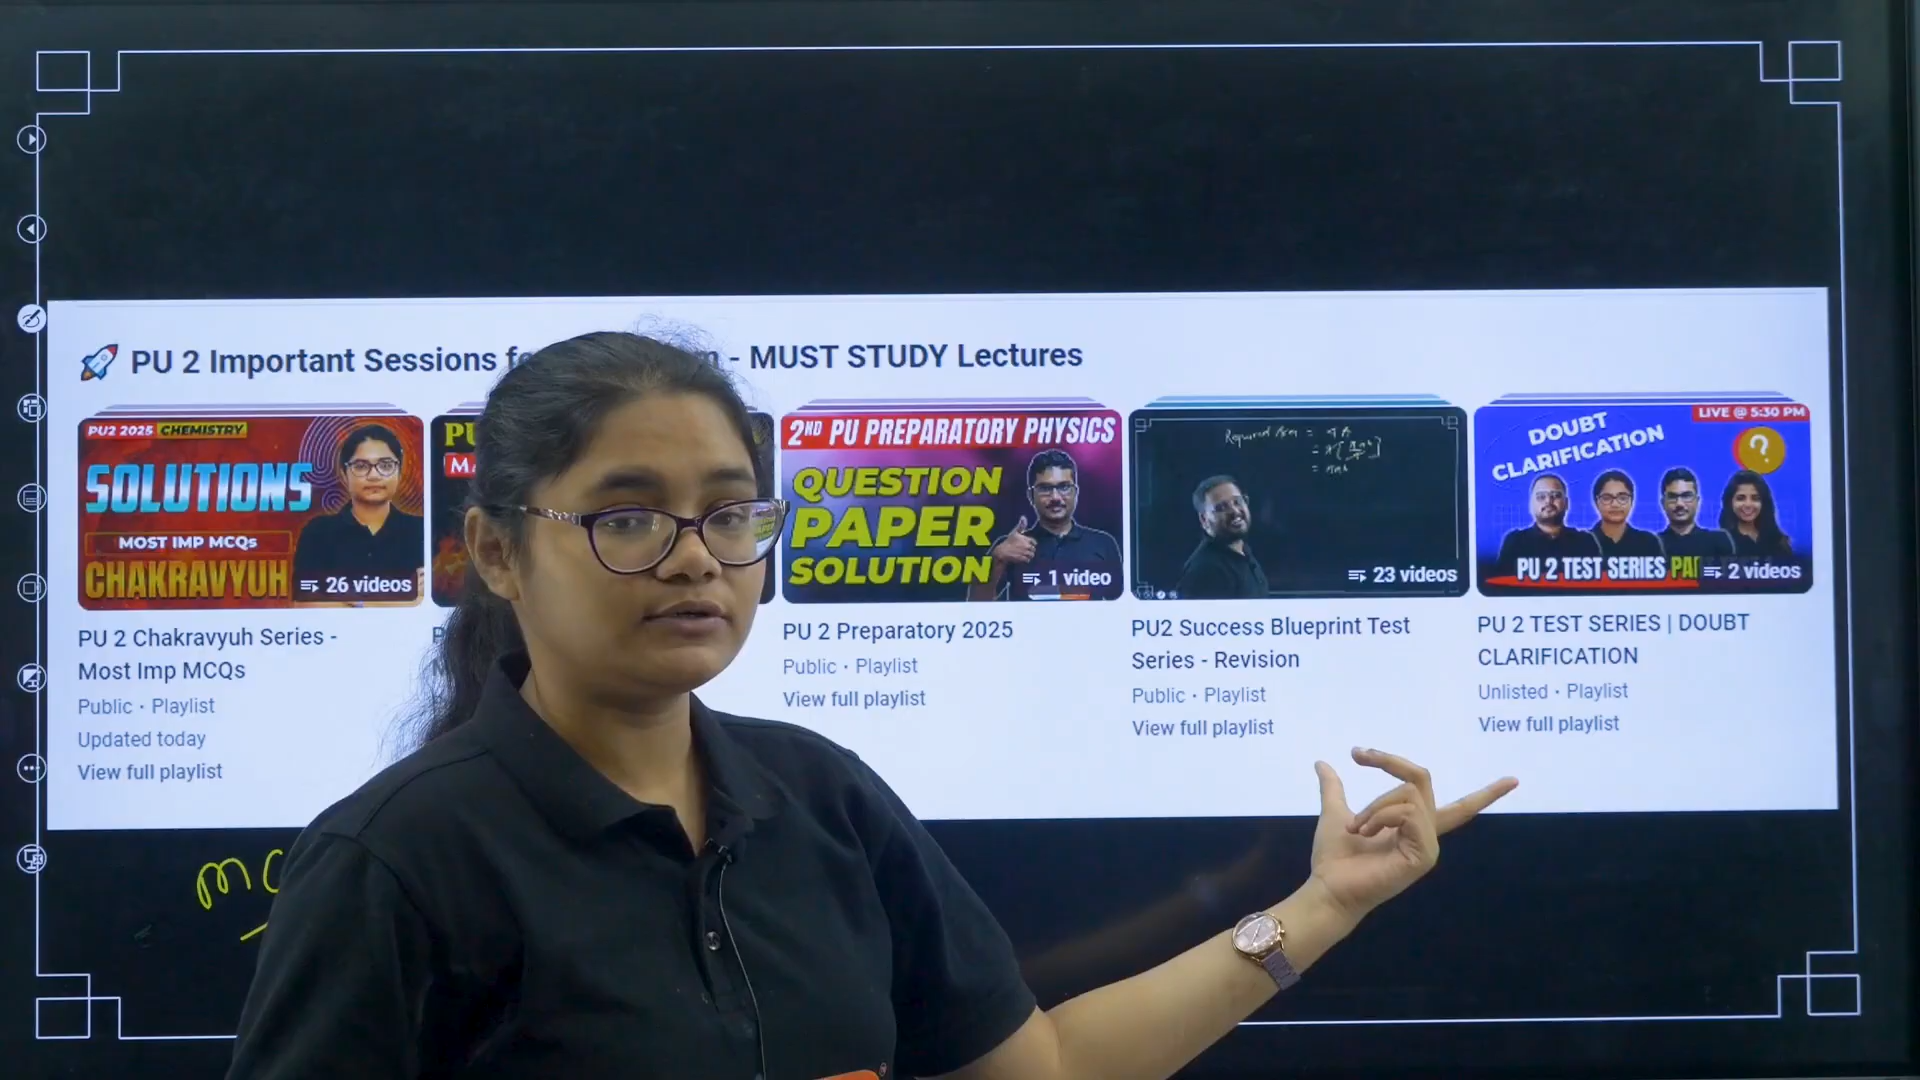 PU 2 Important Sessions - MUST STUDY Lectures
PU2 2025 CHEMISTRY
SOLUTIONS
MOST IMP MCQs
CHAKRAVYUH
26 videos
PU 2 Chakravyuh Series -
Most Imp MCQs
Public • Playlist
Updated today
View full playlist
2ND PU PREPARATORY PHYSICS
QUESTION
PAPER
SOLUTION
1 video
PU 2 Preparatory 2025
Public • Playlist
View full playlist
Required Area =
23 videos
PU2 Success Blueprint Test
Series - Revision
Public • Playlist
View full playlist
LIVE @ 5:30 PM
DOUBT
CLARIFICATION
?
PU 2 TEST SERIES
2 videos
PU 2 TEST SERIES | DOUBT
CLARIFICATION
Unlisted • Playlist
View full playlist